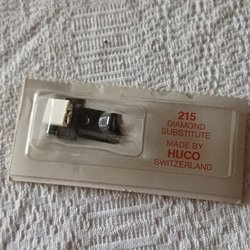 215
DIAMOND
SUBSTITUTE
MADE BY
HUCO
SWITZERLAND